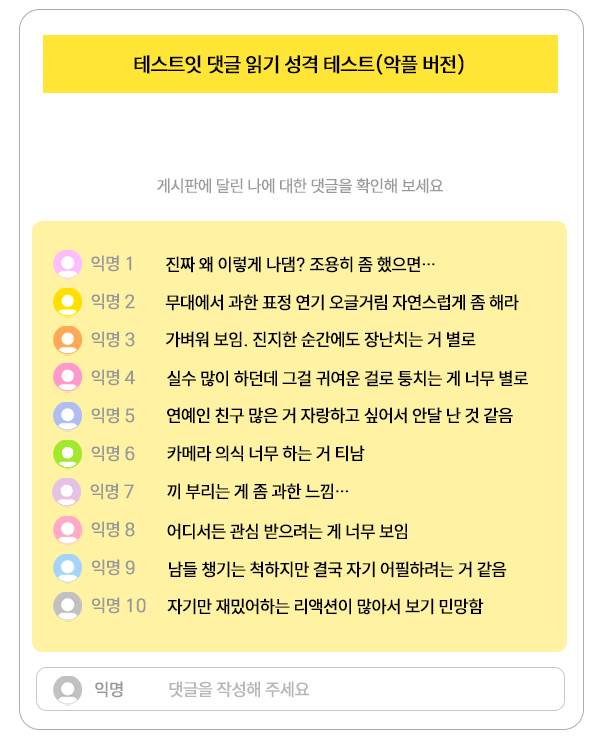 테스트잇 댓글 읽기 성격 테스트(악플 버전)
게시판에 달린 나에 대한 댓글을 확인해 보세요
익명 1 진짜 왜 이렇게 나댐? 조용히 좀 했으면…
익명 2 무대에서 과한 표정 연기 오글거림 자연스럽게 좀 해라
익명 3 가벼워 보임. 진지한 순간에도 장난치는 거 별로
익명 4 실수 많이 하던데 그걸 귀여운 걸로 퉁치는 게 너무 별로
익명 5 연예인 친구 많은 거 자랑하고 싶어서 안달 난 것 같음
익명 6 카메라 의식 너무 하는 거 티남
익명 7 끼 부리는 게 좀 과한 느낌…
익명 8 어디서든 관심 받으려는 게 너무 보임
익명 9 남들 챙기는 척하지만 결국 자기 어필하려는 거 같음
익명 10 자기만 재밌어하는 리액션이 많아서 보기 민망함
익명 댓글을 작성해 주세요